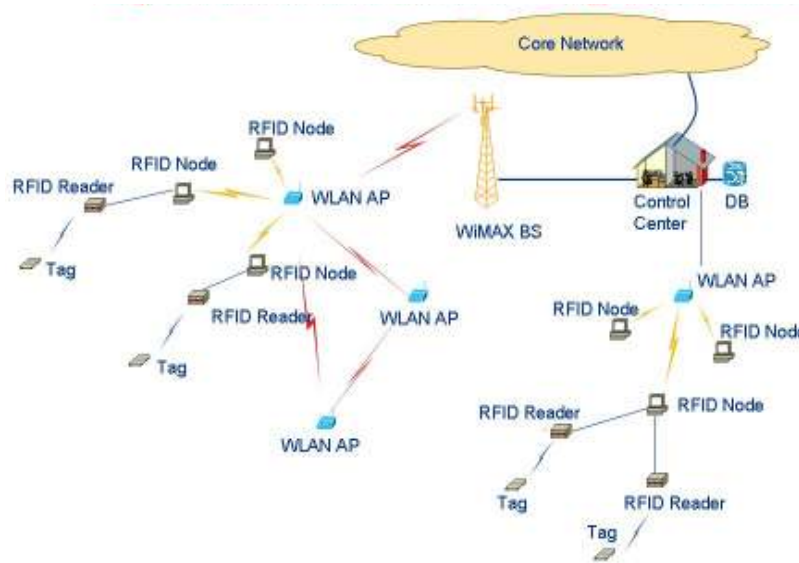 Core Network
RFID Node
RFID Node
RFID Reader
WLAN AP
Control
Center
DB
WiMAX BS
Tag
RFID Node
WLAN AP
RFID Reader
RFID Node
WLAN AP
RFID Node
Tag
RFID Node
RFID Reader
WLAN AP
Tag
RFID Reader
Tag